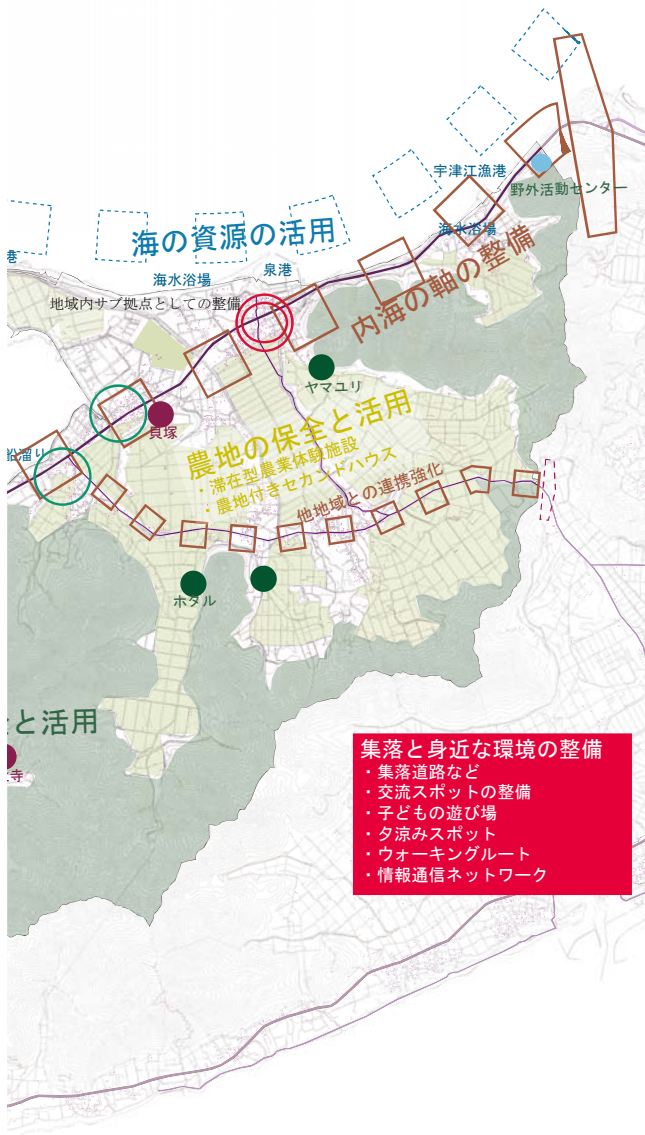 宇津江漁港
野外活動センター
海の資源の活用
海水浴場
港
泉港
海水浴場
内海の軸の整備
地域内サブ拠点としての整備
ヤマユリ
貝塚
農地の保全と活用
・滞在型農業体験施設
・農地付きセカンドハウス
船溜り
他地域との連携強化
ホタル
と活用
寺
集落と身近な環境の整備
・集落道路など
・交流スポットの整備
・子どもの遊び場
・夕涼みスポット
・ウォーキングルート
・情報通信ネットワーク